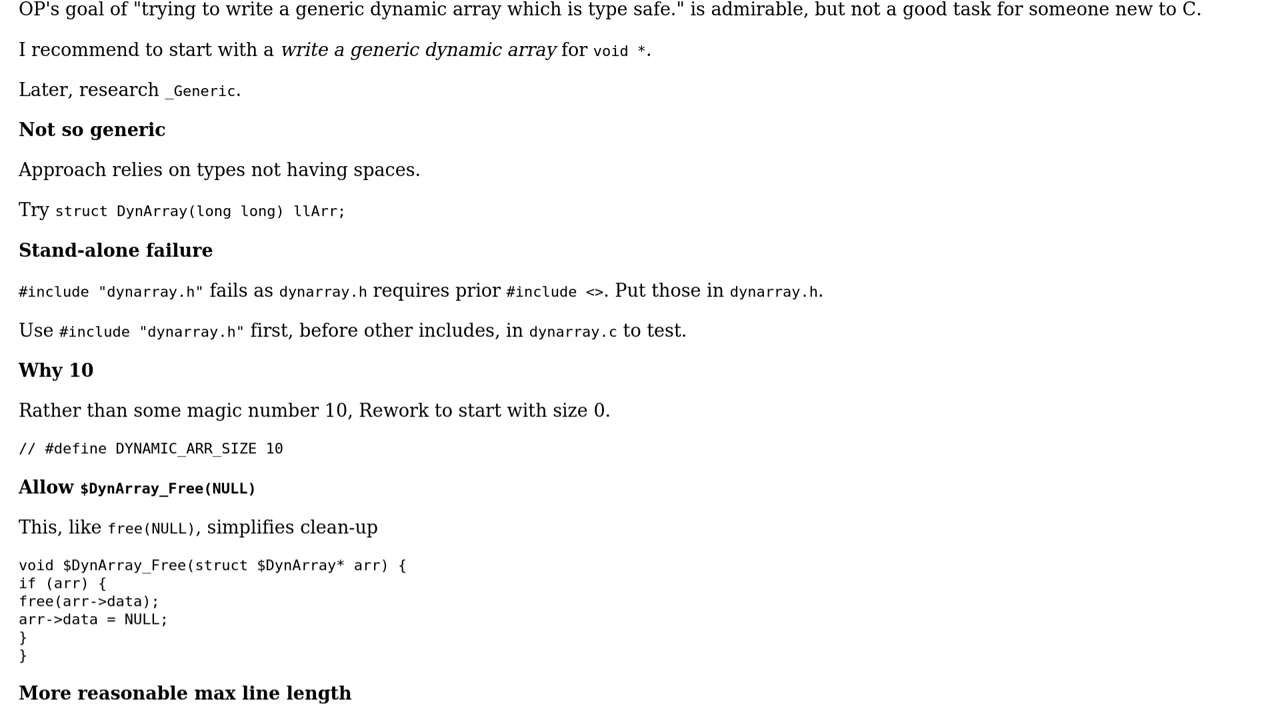 OP's goal of "trying to write a generic dynamic array which is type safe." is admirable, but not a good task for someone new to C.
I recommend to start with a write a generic dynamic array for void *.
Later, research _Generic.
Not so generic
Approach relies on types not having spaces.
Try struct DynArray(long long) llArr;
Stand-alone failure
#include "dynarray.h" fails as dynarray.h requires prior #include <>. Put those in dynarray.h.
Use #include "dynarray.h" first, before other includes, in dynarray.c to test.
Why 10
Rather than some magic number 10, Rework to start with size 0.
// #define DYNAMIC_ARR_SIZE 10
Allow $DynArray_Free(NULL)
This, like free(NULL), simplifies clean-up
void $DynArray_Free(struct $DynArray* arr) {
if (arr) {
free(arr->data);
arr->data = NULL;
}
}
More reasonable max line length